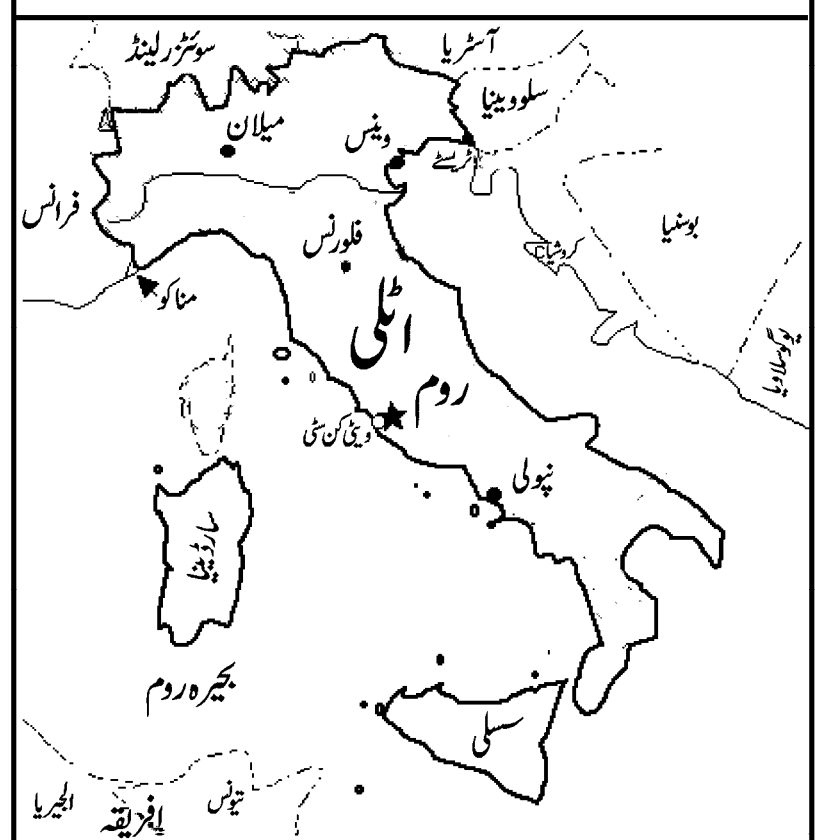 سوئٹزرلینڈ
آسٹریا
سلووینیا
میلان
وینس
ٹریسٹے
فرانس
فلورنس
بوسنیا
کروشیا
مناکو
اٹلی
یوگوسلاویا
روم
ویٹی کن سٹی
نپولی
سارڈینیا
بحیرہ روم
سسلی
الجیریا
افریقہ
تیونس